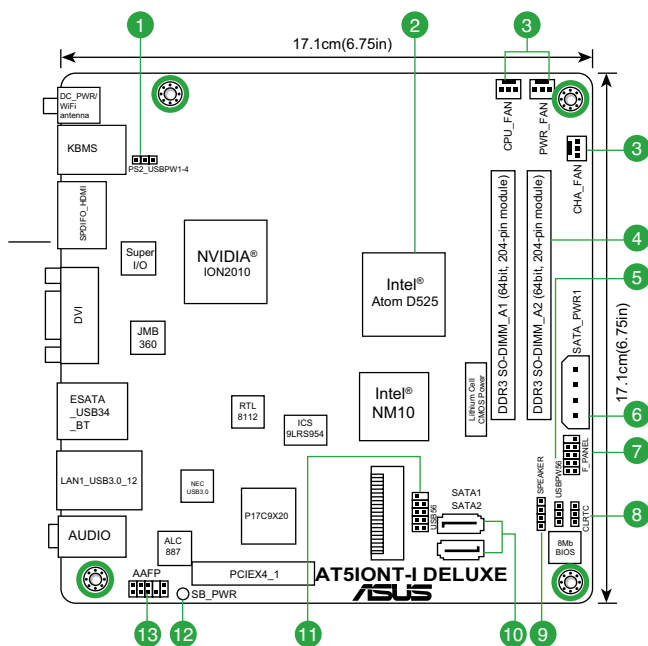 1
2
3
17.1cm(6.75in)
DC_PWR/
WiFi
antenna
KBMS
PS2_USBPW1-4
CPU_FAN
PWR_FAN
CHA_FAN
3
SPDIFO_HDMI
Super
I/O
NVIDIA®
ION2010
Intel®
Atom D525
DDR3 SO-DIMM_A1 (64bit, 204-pin module)
DDR3 SO-DIMM_A2 (64bit, 204-pin module)
4
5
SATA_PWR1
17.1cm(6.75in)
DVI
JMB
360
ESATA
_USB34
_BT
RTL
8112
ICS
9LRS954
Intel®
NM10
Lithium Cell
CMOS Power
6
7
F_PANEL
LAN1_USB3.0_12
NEC
USB3.0
P17C9X20
11
USB56
SATA1
SATA2
SPEAKER
USBPW56
CLRTC
8
AUDIO
ALC
887
8Mb
BIOS
AAFP
PCIEX4_1
SB_PWR
AT5IONT-I DELUXE
ASUS
13
12
11
10
9